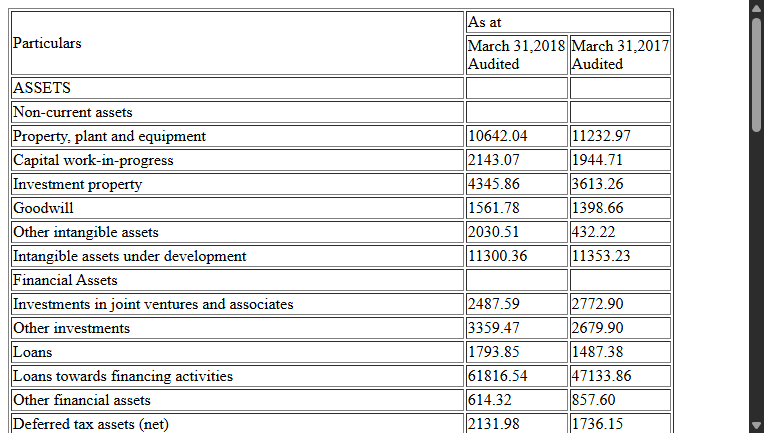 Particulars
As at
March 31,2018 March 31,2017
Audited Audited
ASSETS
Non-current assets
Property, plant and equipment 10642.04 11232.97
Capital work-in-progress 2143.07 1944.71
Investment property 4345.86 3613.26
Goodwill 1561.78 1398.66
Other intangible assets 2030.51 432.22
Intangible assets under development 11300.36 11353.23
Financial Assets
Investments in joint ventures and associates 2487.59 2772.90
Other investments 3359.47 2679.90
Loans 1793.85 1487.38
Loans towards financing activities 61816.54 47133.86
Other financial assets 614.32 857.60
Deferred tax assets (net) 2131.98 1736.15